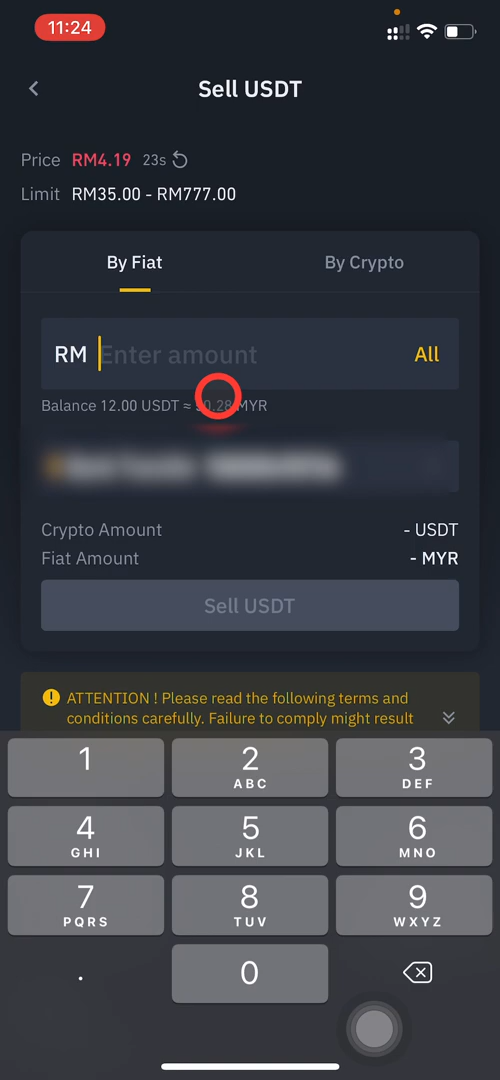 11:24
Sell USDT
Price RM4.19 23s
Limit RM35.00 - RM777.00
By Fiat By Crypto
RM Enter amount All
Balance 12.00 USDT ≈ 50.28 MYR
Crypto Amount - USDT
Fiat Amount - MYR
Sell USDT
ATTENTION ! Please read the following terms and
conditions carefully. Failure to comply might result
1 2 3
ABC DEF
4 5 6
GHI JKL MNO
7 8 9
PQRS TUV WXYZ
. 0